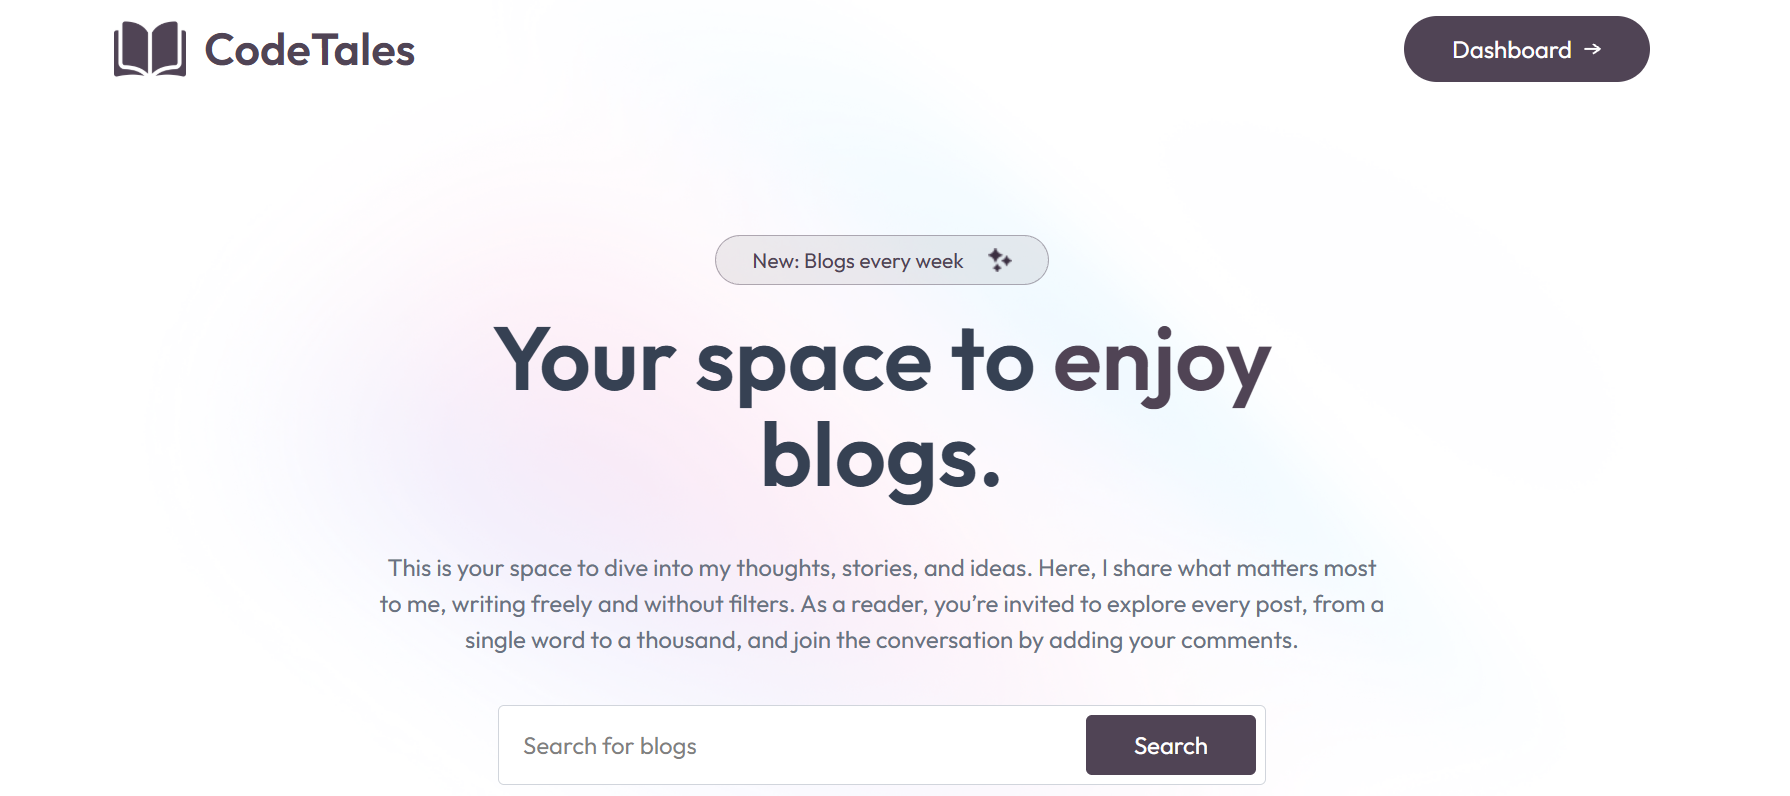 CodeTales
Dashboard →
New: Blogs every week
Your space to enjoy
blogs.
This is your space to dive into my thoughts, stories, and ideas. Here, I share what matters most
to me, writing freely and without filters. As a reader, you’re invited to explore every post, from a
single word to a thousand, and join the conversation by adding your comments.
Search for blogs
Search